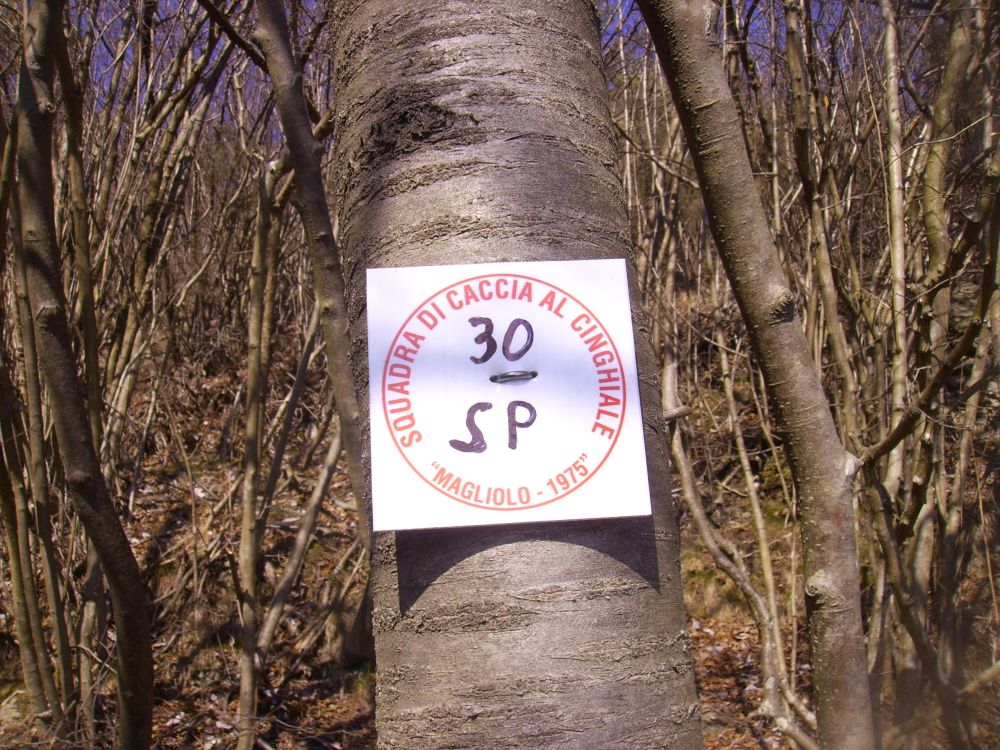 SQUADRA DI CACCIA AL CINGHIALE
30
SP
"MAGLIOLO - 1975"